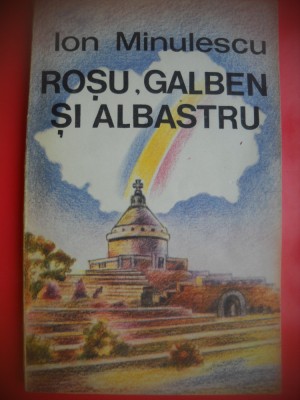 Ion Minulescu
ROȘU, GALBEN
ȘI ALBASTRU